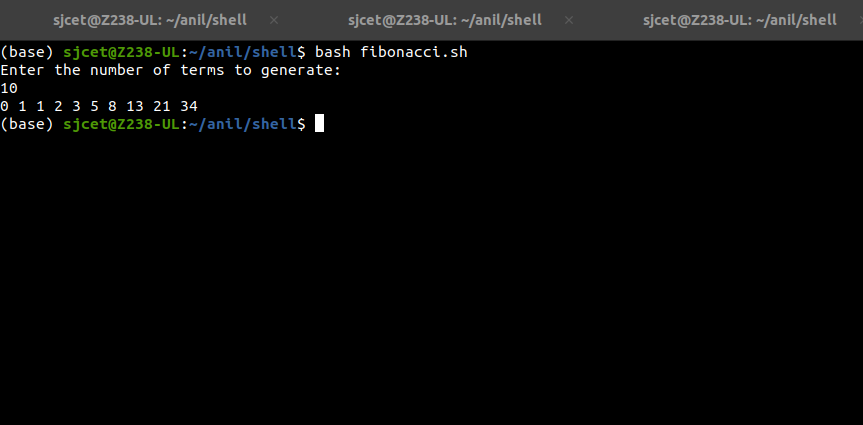 sjcet@Z238-UL: ~/anil/shell × sjcet@Z238-UL: ~/anil/shell × sjcet@Z238-UL: ~/anil/shell
(base) sjcet@Z238-UL:~/anil/shell$ bash fibonacci.sh
Enter the number of terms to generate:
10
0 1 1 2 3 5 8 13 21 34
(base) sjcet@Z238-UL:~/anil/shell$